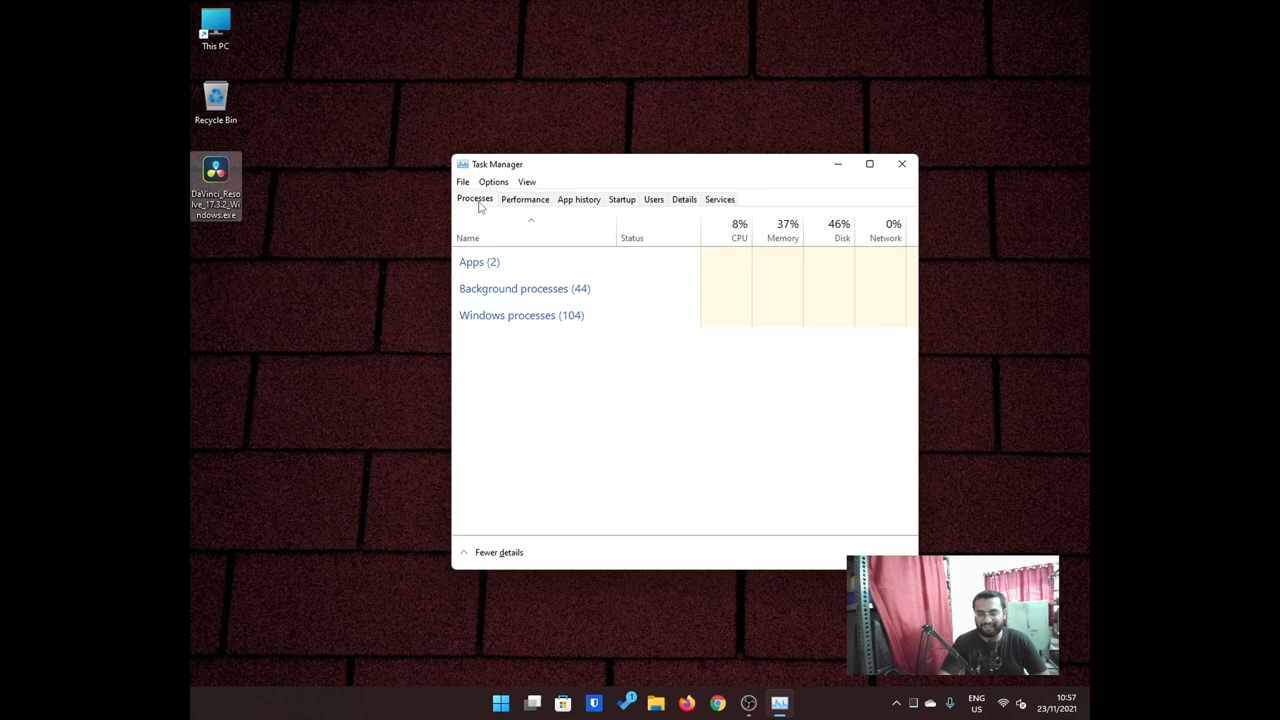 This PC
Recycle Bin
DaVinci_Reso
lve_17.3.2_Wi
ndows.exe
Task Manager
File Options View
Processes Performance App history Startup Users Details Services
8% 37% 46% 0%
Name Status CPU Memory Disk Network
Apps (2)
Background processes (44)
Windows processes (104)
Fewer details
1
ENG
US
10:57
23/11/2021